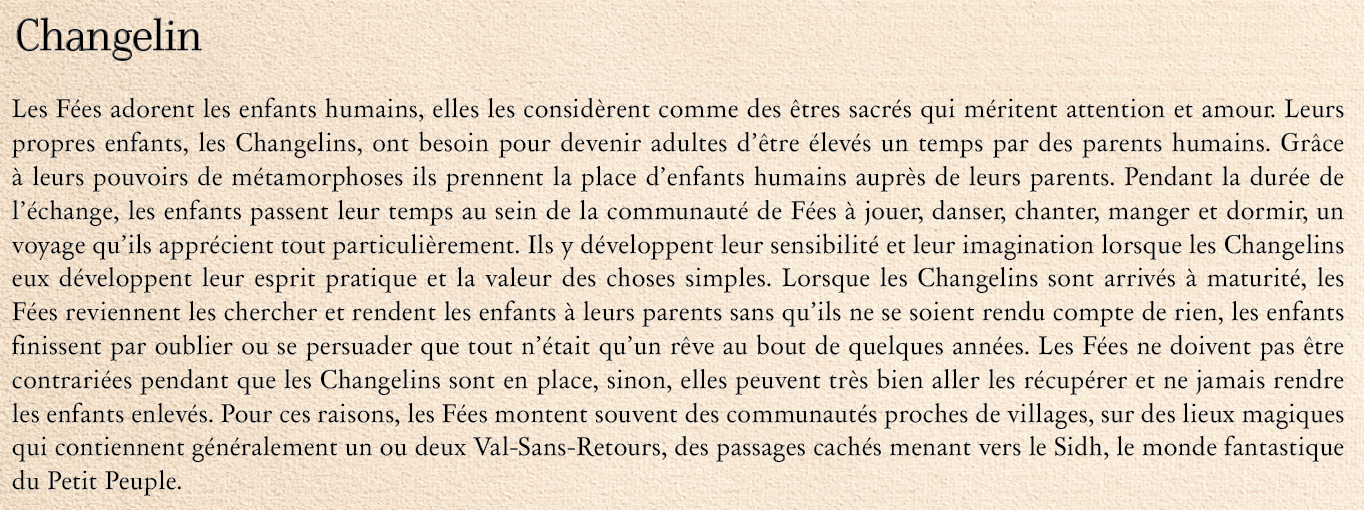 Changelin
Les Fées adorent les enfants humains, elles les considèrent comme des êtres sacrés qui méritent attention et amour. Leurs
propres enfants, les Changelins, ont besoin pour devenir adultes d’être élevés un temps par des parents humains. Grâce
à leurs pouvoirs de métamorphoses ils prennent la place d’enfants humains auprès de leurs parents. Pendant la durée de
l’échange, les enfants passent leur temps au sein de la communauté de Fées à jouer, danser, chanter, manger et dormir, un
voyage qu’ils apprécient tout particulièrement. Ils y développent leur sensibilité et leur imagination lorsque les Changelins
eux développent leur esprit pratique et la valeur des choses simples. Lorsque les Changelins sont arrivés à maturité, les
Fées reviennent les chercher et rendent les enfants à leurs parents sans qu’ils ne se soient rendu compte de rien, les enfants
finissent par oublier ou se persuader que tout n’était qu’un rêve au bout de quelques années. Les Fées ne doivent pas être
contrariées pendant que les Changelins sont en place, sinon, elles peuvent très bien aller les récupérer et ne jamais rendre
les enfants enlevés. Pour ces raisons, les Fées montent souvent des communautés proches de villages, sur des lieux magiques
qui contiennent généralement un ou deux Val-Sans-Retours, des passages cachés menant vers le Sidh, le monde fantastique
du Petit Peuple.